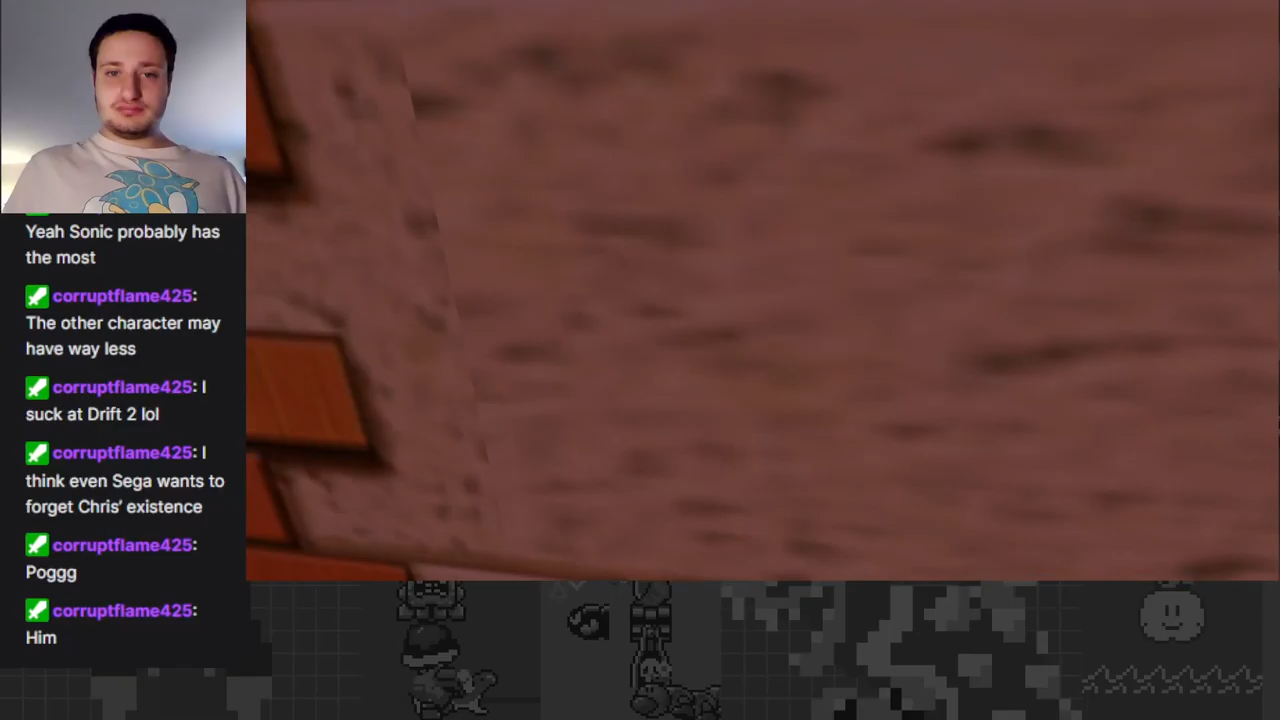 Yeah Sonic probably has
the most
corruptflame425:
The other character may
have way less
corruptflame425: I
suck at Drift 2 lol
corruptflame425: I
think even Sega wants to
forget Chris’ existence
corruptflame425:
Poggg
corruptflame425:
Him